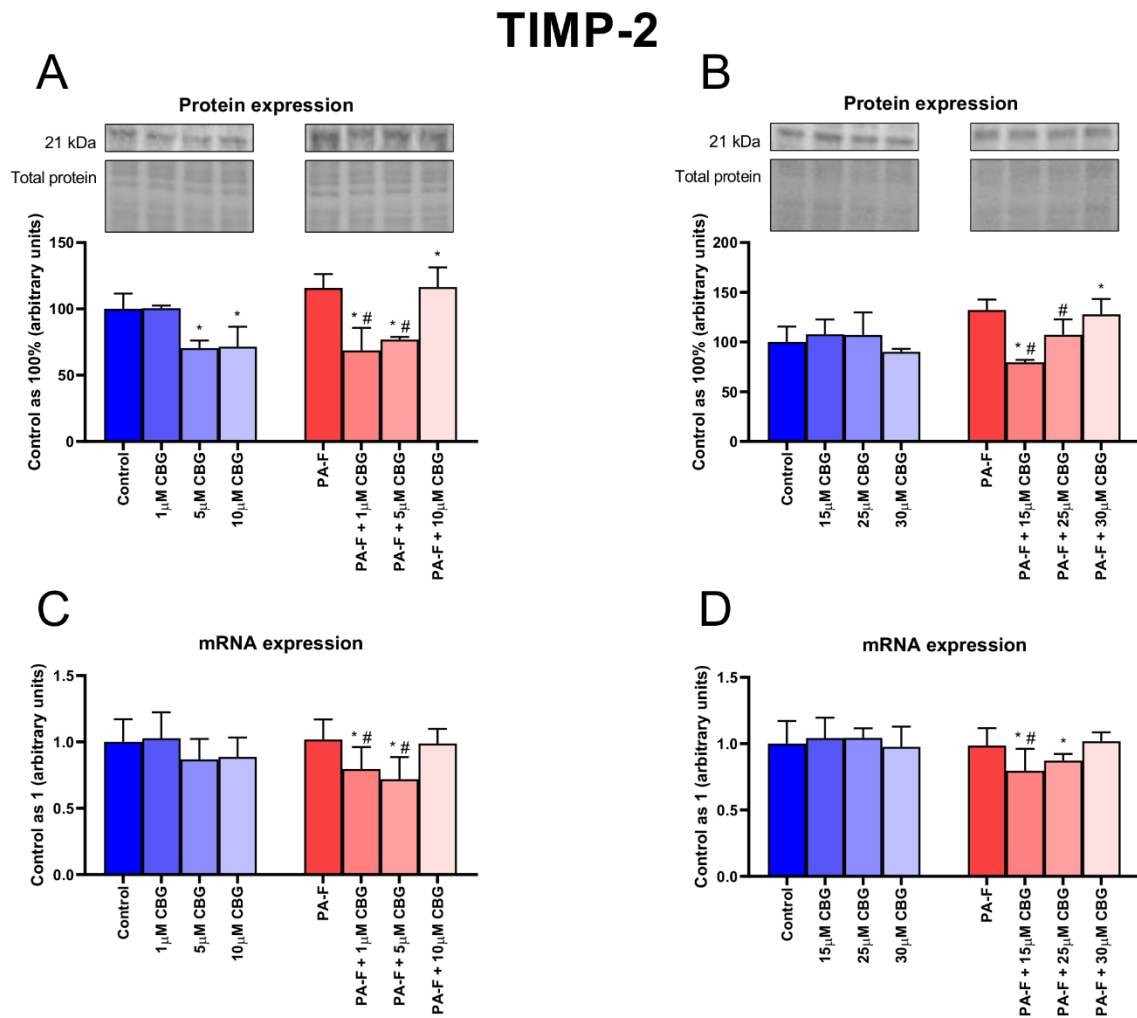 TIMP-2
A
Protein expression
21 kDa
Total protein
Control as 100% (arbitrary units)
150
100
50
0
* * * # * # *
Control
1μM CBG
5μM CBG
10μM CBG
PA-F
PA-F + 1μM CBG
PA-F + 5μM CBG
PA-F + 10μM CBG
B
Protein expression
21 kDa
Total protein
Control as 100% (arbitrary units)
200
150
100
50
0
* # # *
Control
15μM CBG
25μM CBG
30μM CBG
PA-F
PA-F + 15μM CBG
PA-F + 25μM CBG
PA-F + 30μM CBG
C
mRNA expression
Control as 1 (arbitrary units)
1.5
1.0
0.5
0.0
* # * #
Control
1μM CBG
5μM CBG
10μM CBG
PA-F
PA-F + 1μM CBG
PA-F + 5μM CBG
PA-F + 10μM CBG
D
mRNA expression
Control as 1 (arbitrary units)
1.5
1.0
0.5
0.0
* # *
Control
15μM CBG
25μM CBG
30μM CBG
PA-F
PA-F + 15μM CBG
PA-F + 25μM CBG
PA-F + 30μM CBG